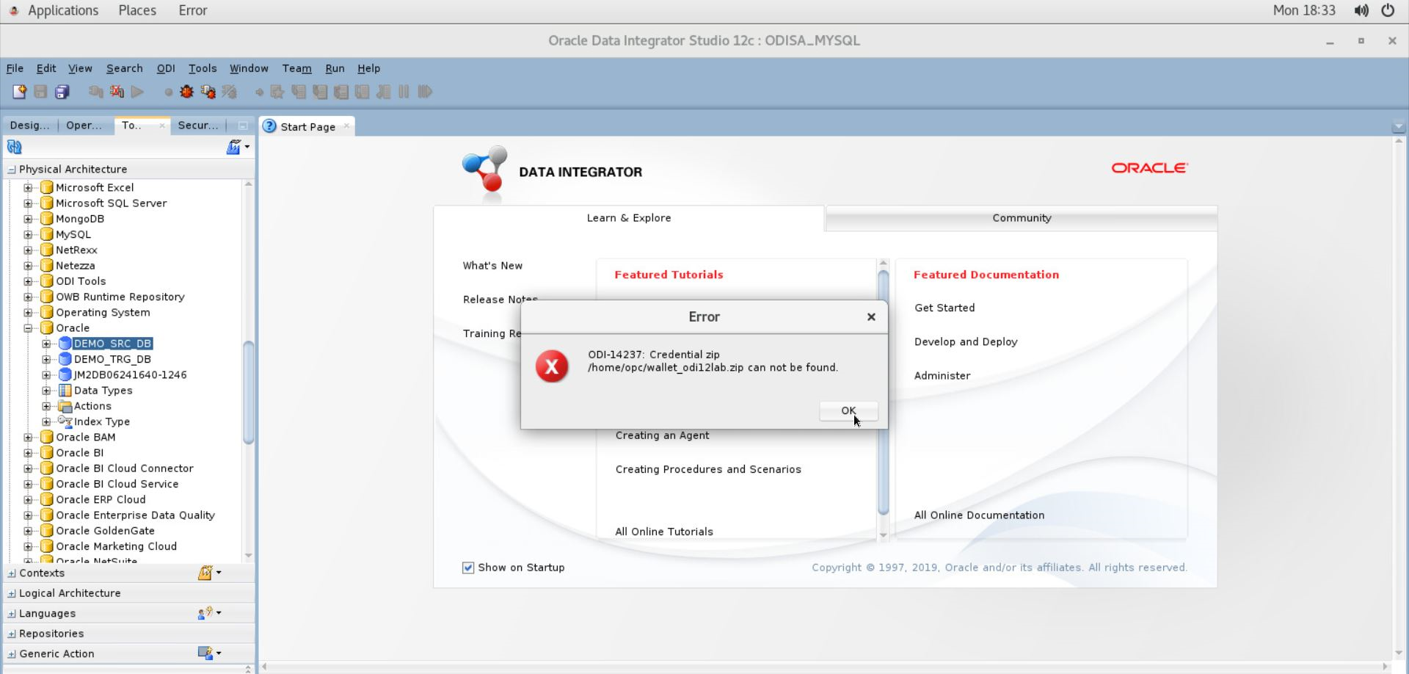 Applications Places Error
Mon 18:33
Oracle Data Integrator Studio 12c : ODISA_MYSQL
File Edit View Search ODI Tools Window Team Run Help
Desig... Oper... To.. Secur...
Start Page
Physical Architecture
Microsoft Excel
Microsoft SQL Server
MongoDB
MySQL
NetRexx
Netezza
ODI Tools
OWB Runtime Repository
Operating System
Oracle
DEMO_SRC_DB
DEMO_TRG_DB
JM2DB06241640-1246
Data Types
Actions
Index Type
Oracle BAM
Oracle BI
Oracle BI Cloud Connector
Oracle BI Cloud Service
Oracle ERP Cloud
Oracle Enterprise Data Quality
Oracle GoldenGate
Oracle Marketing Cloud
Oracle NetSuite
Contexts
Logical Architecture
Languages
Repositories
Generic Action
DATA INTEGRATOR
ORACLE
Learn & Explore
Community
What's New
Release Notes
Training Re
Featured Tutorials
Creating an Agent
Creating Procedures and Scenarios
All Online Tutorials
Featured Documentation
Get Started
Develop and Deploy
Administer
All Online Documentation
Error
ODI-14237: Credential zip
/home/opc/wallet_odi12lab.zip can not be found.
OK
Show on Startup
Copyright © 1997, 2019, Oracle and/or its affiliates. All rights reserved.